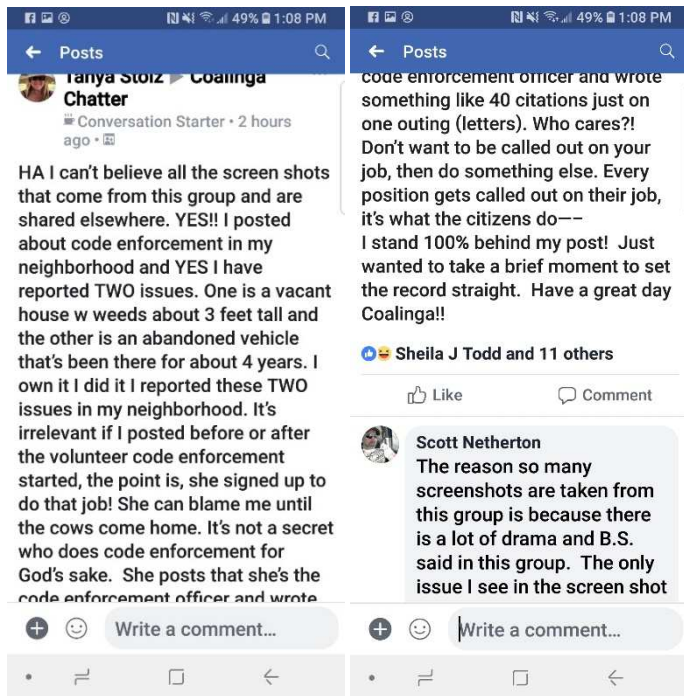 49% 1:08 PM
Posts
Tanya Stolz ▶ Coalinga
Chatter
Conversation Starter • 2 hours
ago •
HA I can't believe all the screen shots
that come from this group and are
shared elsewhere. YES!! I posted
about code enforcement in my
neighborhood and YES I have
reported TWO issues. One is a vacant
house w weeds about 3 feet tall and
the other is an abandoned vehicle
that's been there for about 4 years. I
own it I did it I reported these TWO
issues in my neighborhood. It's
irrelevant if I posted before or after
the volunteer code enforcement
started, the point is, she signed up to
do that job! She can blame me until
the cows come home. It's not a secret
who does code enforcement for
God's sake.  She posts that she's the
code enforcement officer and wrote
Write a comment...
49% 1:08 PM
Posts
code enforcement officer and wrote
something like 40 citations just on
one outing (letters). Who cares?!
Don't want to be called out on your
job, then do something else. Every
position gets called out on their job,
it's what the citizens do—–
I stand 100% behind my post!  Just
wanted to take a brief moment to set
the record straight.  Have a great day
Coalinga!!
Sheila J Todd and 11 others
Like
Comment
Scott Netherton
The reason so many
screenshots are taken from
this group is because there
is a lot of drama and B.S.
said in this group.  The only
issue I see in the screen shot
Write a comment...